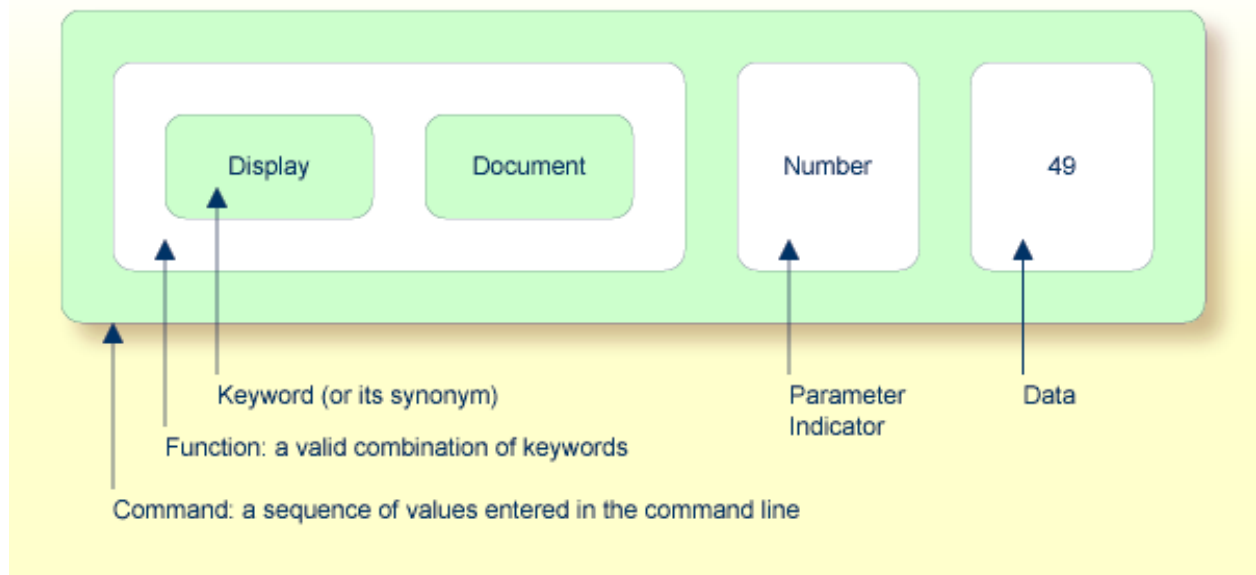 Display
Document
Number
49
Keyword (or its synonym)
Parameter
Indicator
Data
Function: a valid combination of keywords
Command: a sequence of values entered in the command line